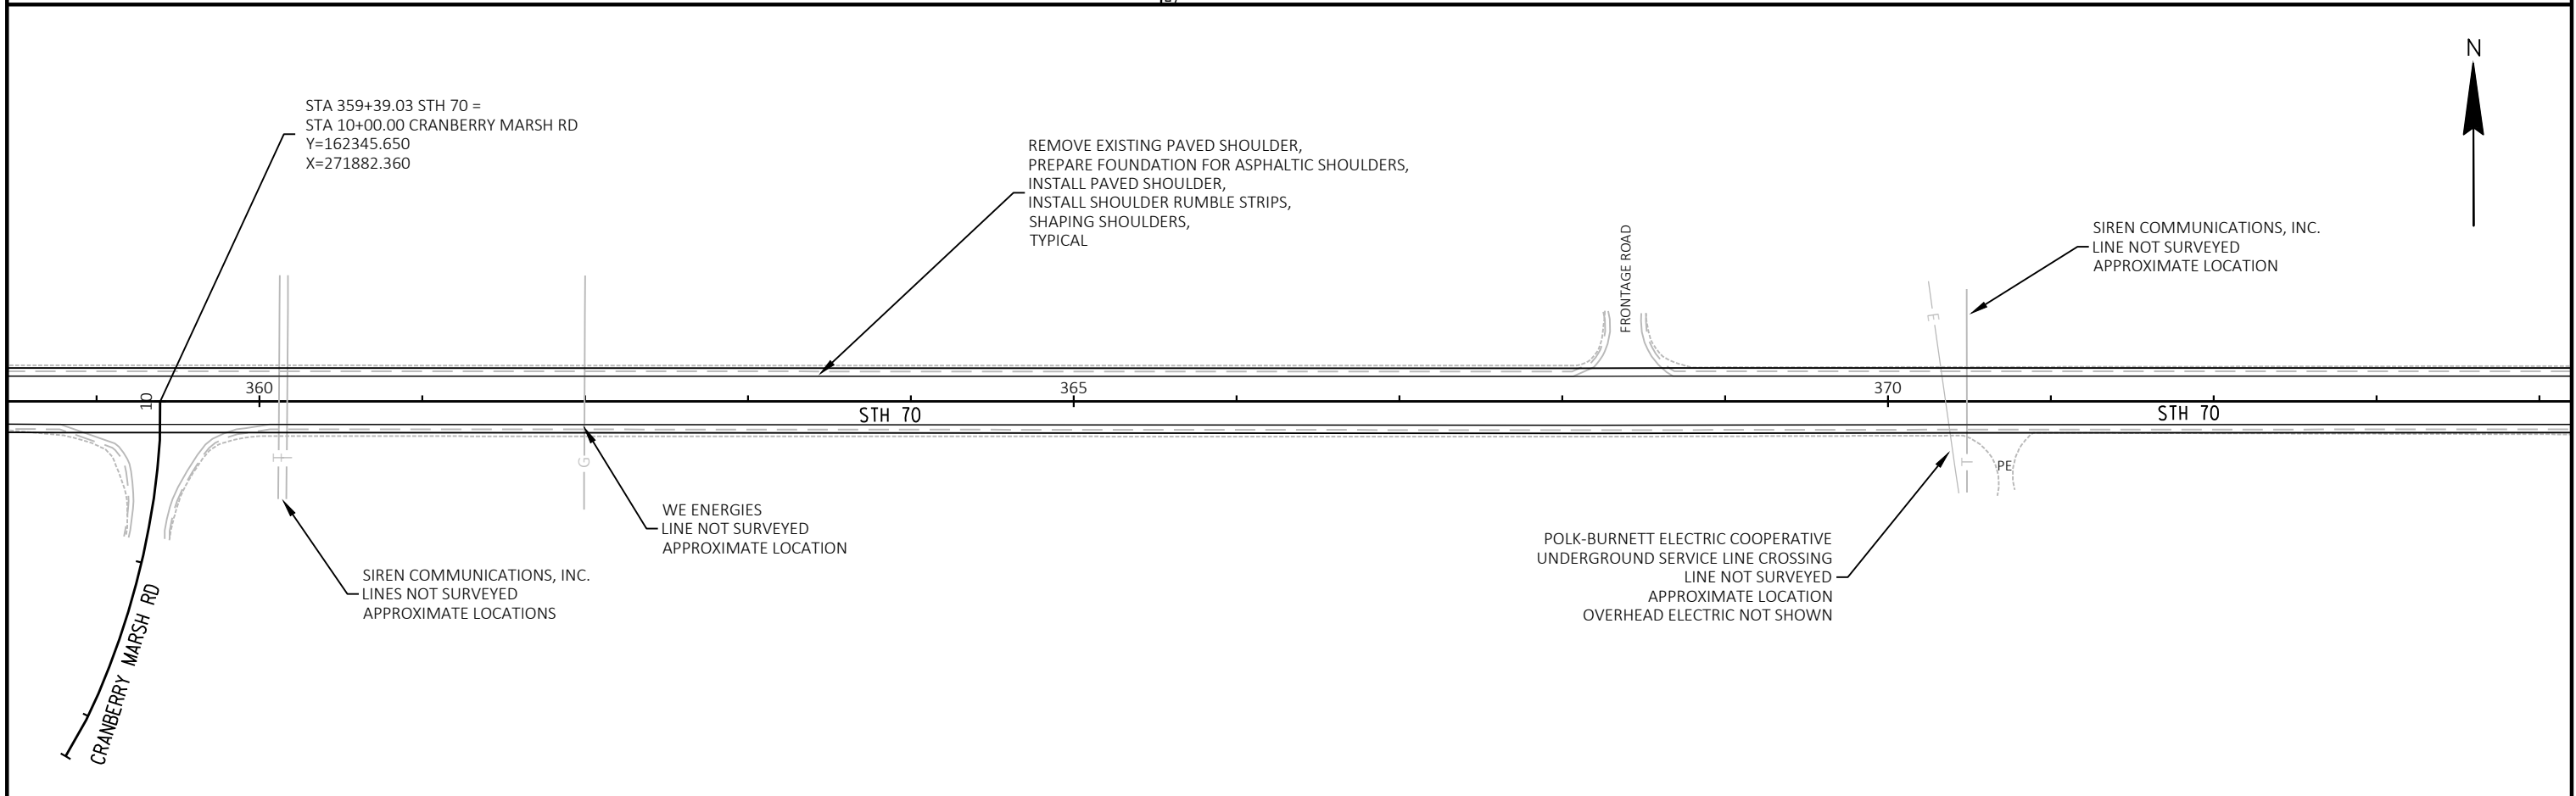 N
STA 359+39.03 STH 70 =
STA 10+00.00 CRANBERRY MARSH RD
Y=162345.650
X=271882.360
REMOVE EXISTING PAVED SHOULDER,
PREPARE FOUNDATION FOR ASPHALTIC SHOULDERS,
INSTALL PAVED SHOULDER,
INSTALL SHOULDER RUMBLE STRIPS,
SHAPING SHOULDERS,
TYPICAL
FRONTAGE ROAD
SIREN COMMUNICATIONS, INC.
LINE NOT SURVEYED
APPROXIMATE LOCATION
E
10
360
365
370
STH 70
STH 70
T
T
G
T
PE
WE ENERGIES
LINE NOT SURVEYED
APPROXIMATE LOCATION
SIREN COMMUNICATIONS, INC.
LINES NOT SURVEYED
APPROXIMATE LOCATIONS
POLK-BURNETT ELECTRIC COOPERATIVE
UNDERGROUND SERVICE LINE CROSSING
LINE NOT SURVEYED
APPROXIMATE LOCATION
OVERHEAD ELECTRIC NOT SHOWN
CRANBERRY MARSH RD